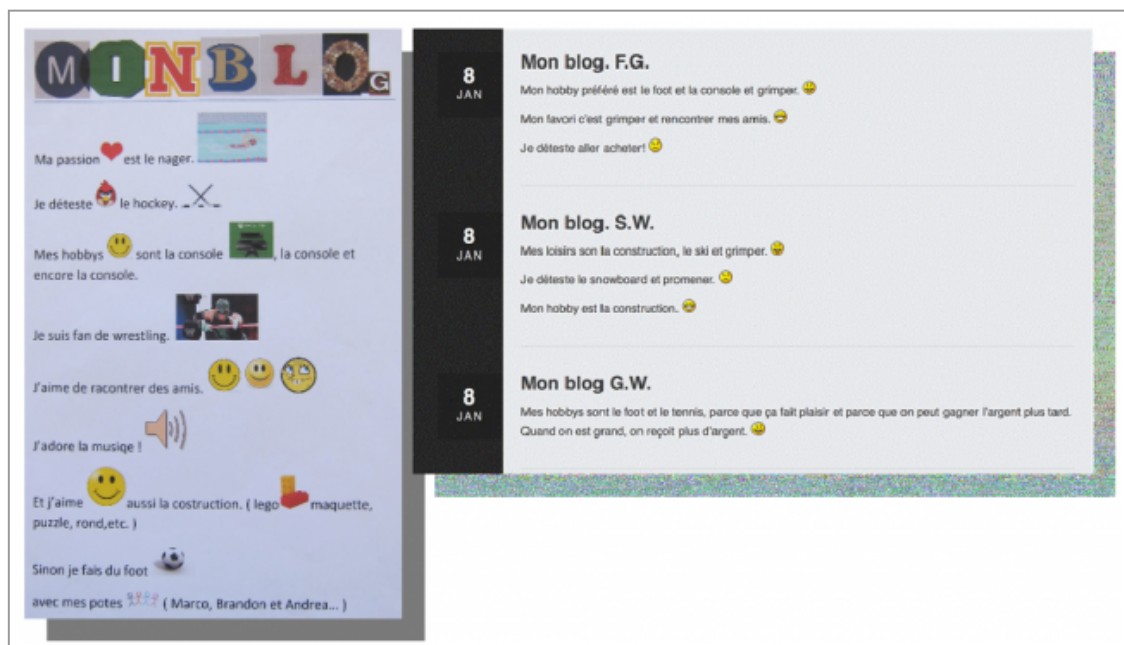 MIN BLOG
Ma passion est le nager.
Je déteste le hockey.
Mes hobbys sont la console , la console et
encore la console.
Je suis fan de wrestling.
J'aime de racontrer des amis.
J'adore la musiqe !
Et j'aime aussi la costruction. ( lego maquette,
puzzle, rond,etc. )
Sinon je fais du foot
avec mes potes ( Marco, Brandon et Andrea... )
8
JAN
Mon blog. F.G.
Mon hobby préféré est le foot et la console et grimper.
Mon favori c'est grimper et rencontrer mes amis.
Je déteste aller acheter!
8
JAN
Mon blog. S.W.
Mes loisirs son la construction, le ski et grimper.
Je déteste le snowboard et promener.
Mon hobby est la construction.
8
JAN
Mon blog G.W.
Mes hobbys sont le foot et le tennis, parce que ça fait plaisir et parce que on peut gagner l'argent plus tard.
Quand on est grand, on reçoit plus d'argent.